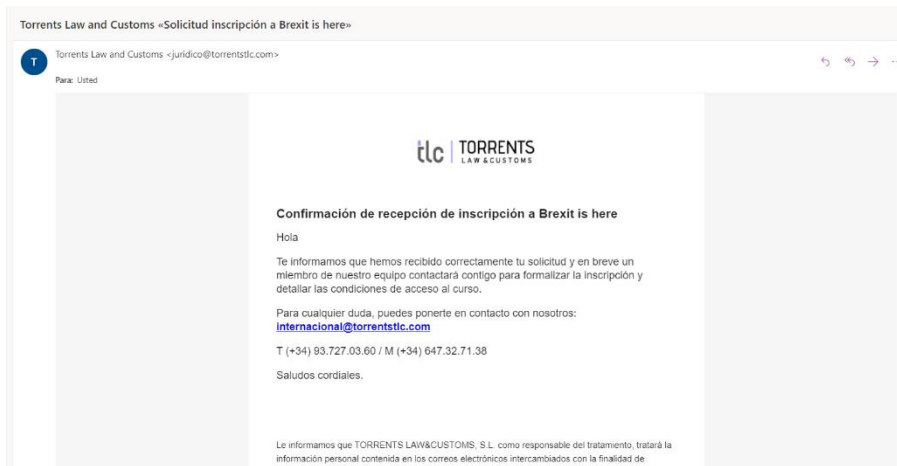 Torrents Law and Customs «Solicitud inscripción a Brexit is here»
T
Torrents Law and Customs <juridico@torrentstlc.com>
Para: Usted
tlc | TORRENTS
LAW & CUSTOMS
Confirmación de recepción de inscripción a Brexit is here
Hola
Te informamos que hemos recibido correctamente tu solicitud y en breve un
miembro de nuestro equipo contactará contigo para formalizar la inscripción y
detallar las condiciones de acceso al curso.
Para cualquier duda, puedes ponerte en contacto con nosotros:
internacional@torrentstlc.com
T (+34) 93.727.03.60 / M (+34) 647.32.71.38
Saludos cordiales.
Le informamos que TORRENTS LAW&CUSTOMS, S.L. como responsable del tratamiento, tratará la
información personal contenida en los correos electrónicos intercambiados con la finalidad de